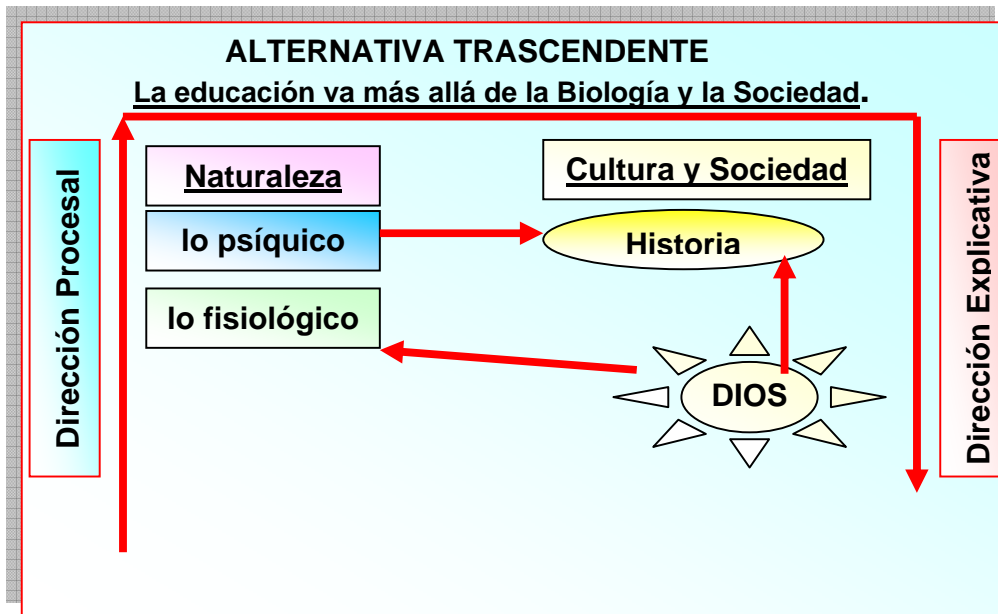 ALTERNATIVA TRASCENDENTE
La educación va más allá de la Biología y la Sociedad.
Dirección Procesal
Naturaleza
lo psíquico
lo fisiológico
Cultura y Sociedad
Historia
DIOS
Dirección Explicativa